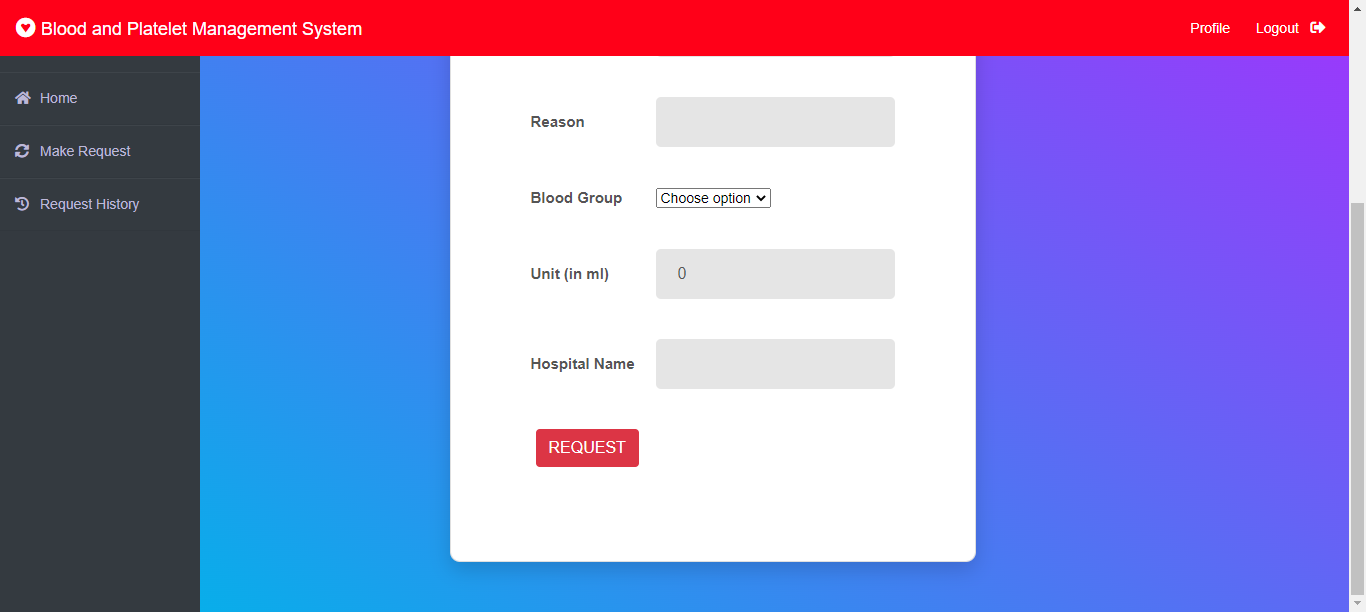 Blood and Platelet Management System
Profile
Logout
Home
Make Request
Request History
Reason
Blood Group
Choose option
Unit (in ml)
0
Hospital Name
REQUEST